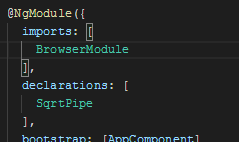 @NgModule({
imports: [
BrowserModule
],
declarations: [
SqrtPipe
],
bootstrap: [AppComponent]